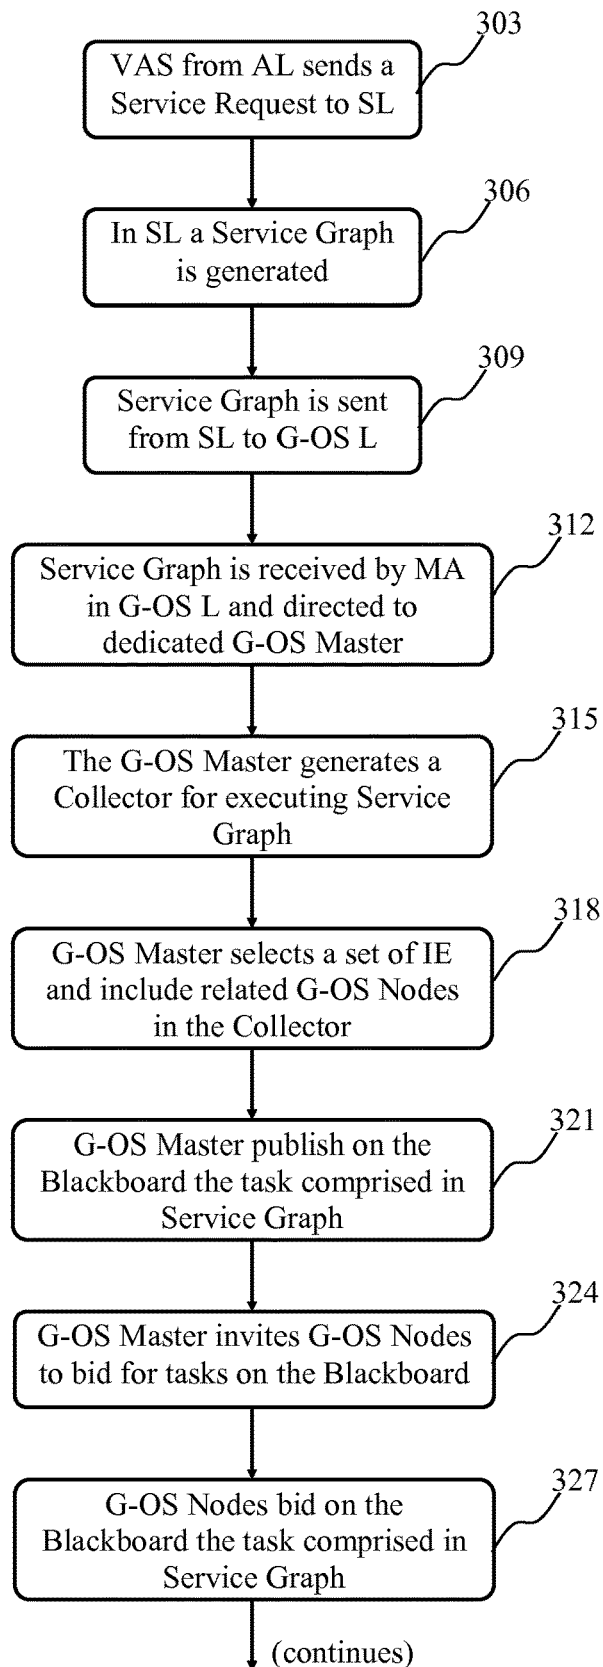 303
VAS from AL sends a
Service Request to SL
306
In SL a Service Graph
is generated
309
Service Graph is sent
from SL to G-OS L
312
Service Graph is received by MA
in G-OS L and directed to
dedicated G-OS Master
315
The G-OS Master generates a
Collector for executing Service
Graph
318
G-OS Master selects a set of IE
and include related G-OS Nodes
in the Collector
321
G-OS Master publish on the
Blackboard the task comprised in
Service Graph
324
G-OS Master invites G-OS Nodes
to bid for tasks on the Blackboard
327
G-OS Nodes bid on the
Blackboard the task comprised in
Service Graph
(continues)